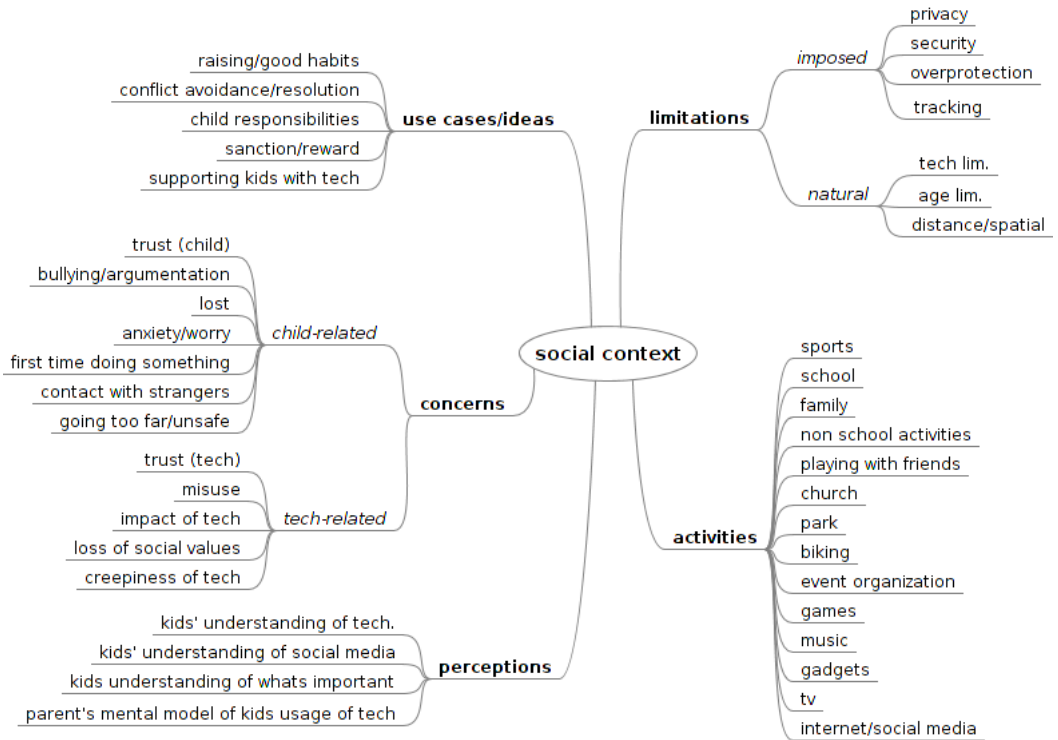 social context
use cases/ideas
raising/good habits
conflict avoidance/resolution
child responsibilities
sanction/reward
supporting kids with tech
concerns
child-related
trust (child)
bullying/argumentation
lost
anxiety/worry
first time doing something
contact with strangers
going too far/unsafe
tech-related
trust (tech)
misuse
impact of tech
loss of social values
creepiness of tech
perceptions
kids' understanding of tech.
kids' understanding of social media
kids understanding of whats important
parent's mental model of kids usage of tech
limitations
imposed
privacy
security
overprotection
tracking
natural
tech lim.
age lim.
distance/spatial
activities
sports
school
family
non school activities
playing with friends
church
park
biking
event organization
games
music
gadgets
tv
internet/social media